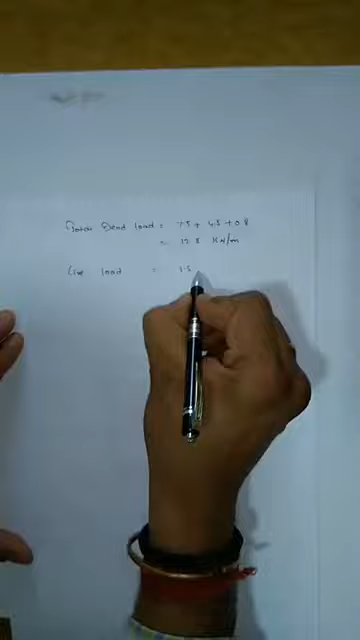 Total Dead Load = 7.5 + 4.5 + 0.8
= 12.8 KN/m
Live load = 1.5